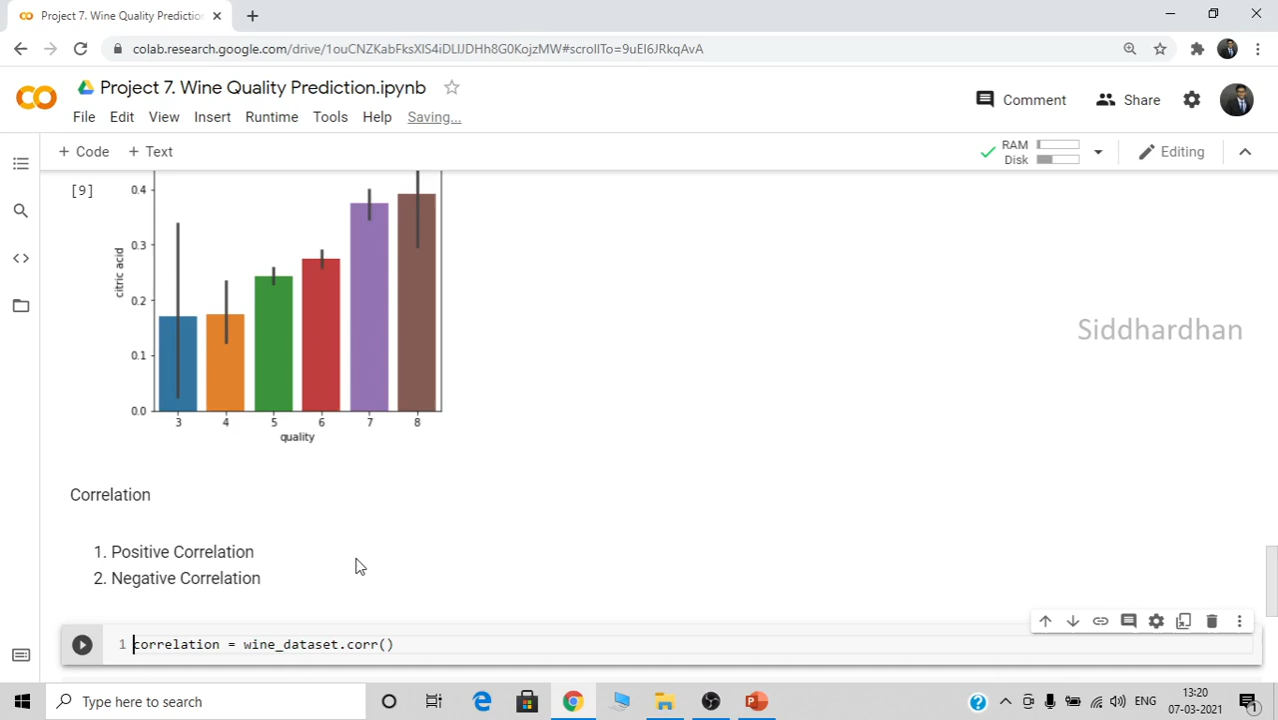 Project 7. Wine Quality Prediction
colab.research.google.com/drive/1ouCNZKabFksXIS4iDLIJDHh8G0KojzMW#scrollTo=9uEI6JRkqAvA
Project 7. Wine Quality Prediction.ipynb
Comment
Share
File Edit View Insert Runtime Tools Help Saving...
+ Code + Text
RAM
Disk
Editing
[9]
0.4
0.3
0.2
0.1
0.0
citric acid
3 4 5 6 7 8
quality
Siddhardhan
Correlation
1. Positive Correlation
2. Negative Correlation
1 correlation = wine_dataset.corr()
Type here to search
ENG
13:20
07-03-2021